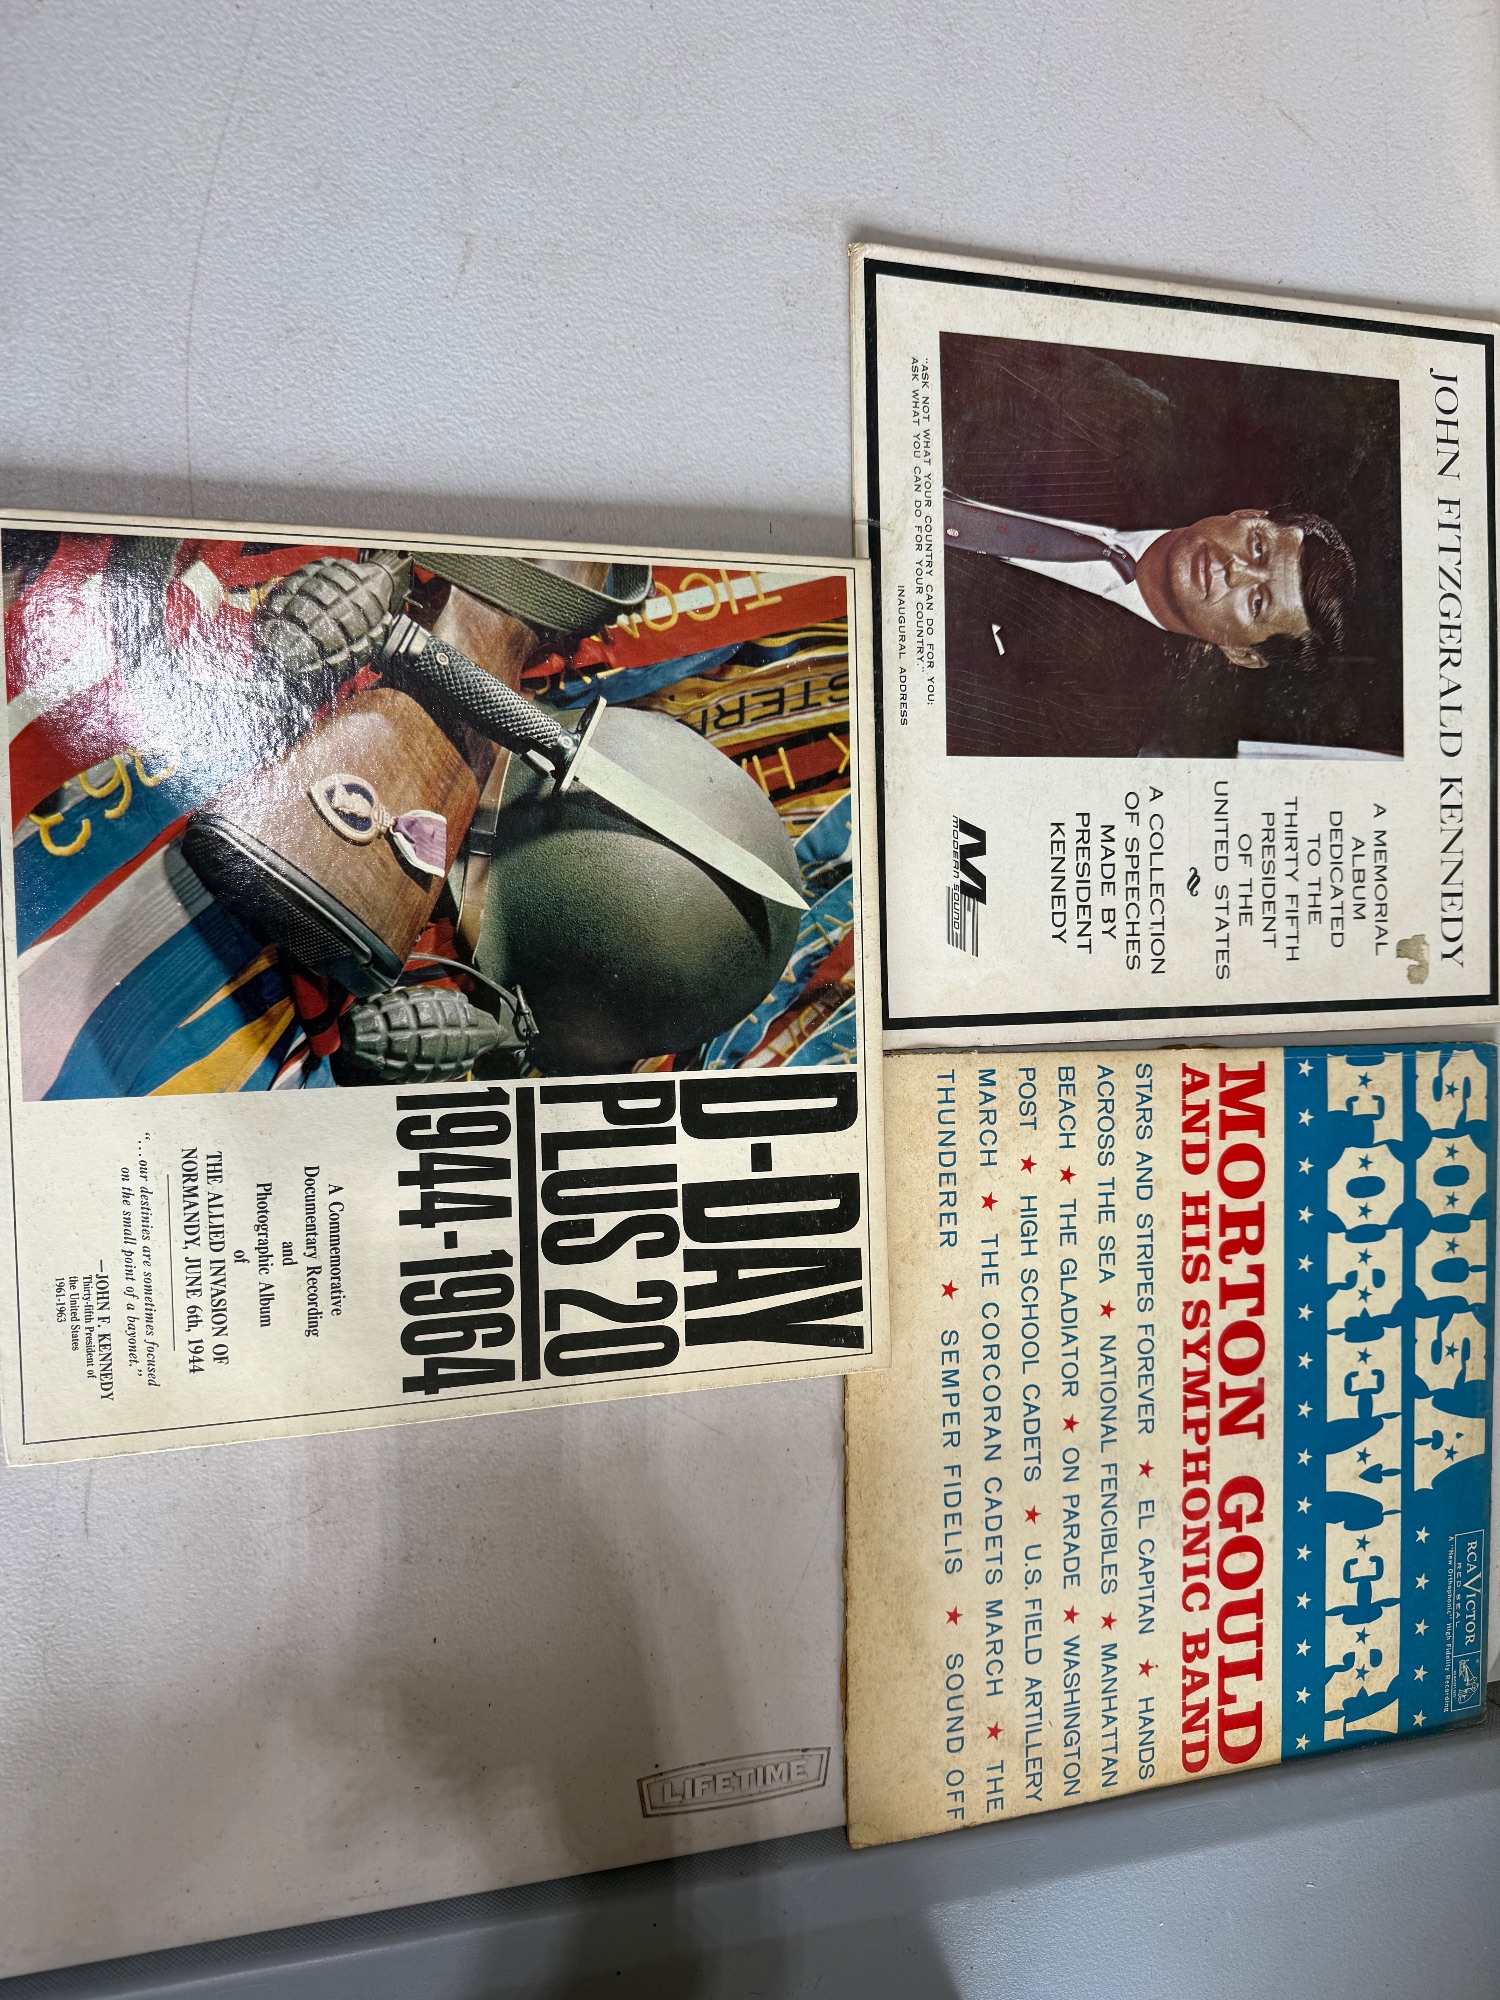 JOHN FITZGERALD KENNEDY
A MEMORIAL
ALBUM
DEDICATED
TO THE
THIRTY FIFTH
PRESIDENT
OF THE
UNITED STATES
A COLLECTION
OF SPEECHES
MADE BY
PRESIDENT
KENNEDY
M
MODERN SOUND
"ASK NOT WHAT YOUR COUNTRY CAN DO FOR YOU:
ASK WHAT YOU CAN DO FOR YOUR COUNTRY."
INAUGURAL ADDRESS
SOUSA
FOREVER!
RCA VICTOR
RED SEAL
A "New Orthophonic" High Fidelity Recording
MORTON GOULD
AND HIS SYMPHONIC BAND
STARS AND STRIPES FOREVER ★ EL CAPITAN ★ HANDS
ACROSS THE SEA ★ NATIONAL FENCIBLES ★ MANHATTAN
BEACH ★ THE GLADIATOR ★ ON PARADE ★ WASHINGTON
POST ★ HIGH SCHOOL CADETS ★ U.S. FIELD ARTILLERY
MARCH ★ THE CORCORAN CADETS MARCH ★ THE
THUNDERER ★ SEMPER FIDELIS ★ SOUND OFF
D-DAY
PLUS 20
1944-1964
A Commemorative
Documentary Recording
and
Photographic Album
of
THE ALLIED INVASION OF
NORMANDY, JUNE 6th, 1944
"...our destinies are sometimes focused
on the small point of a bayonet."
—JOHN F. KENNEDY
Thirty-fifth President of
the United States
1961-1963
LIFETIME